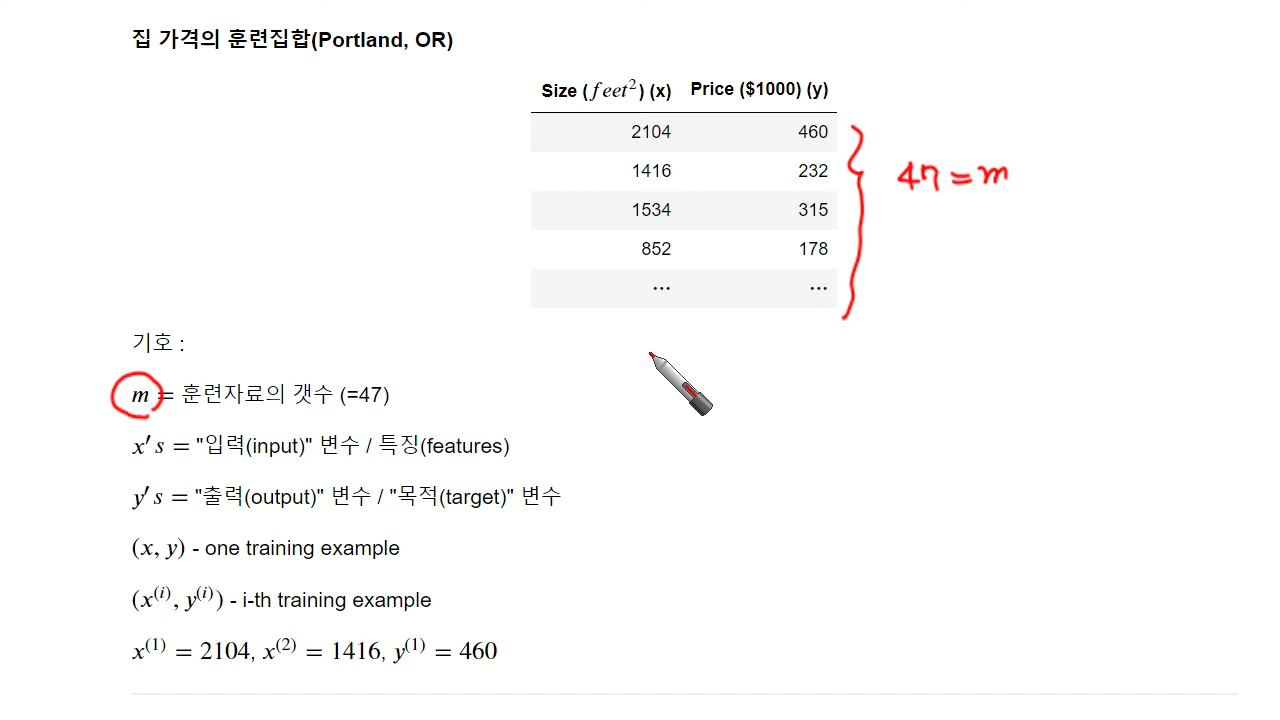 집 가격의 훈련집합(Portland, OR)
Size (feet²) (x) Price ($1000) (y)
2104 460
1416 232
1534 315
852 178
... ...
47=m
기호 :
m = 훈련자료의 갯수 (=47)
x′s = "입력(input)" 변수 / 특징(features)
y′s = "출력(output)" 변수 / "목적(target)" 변수
(x, y) - one training example
(x⁽ⁱ⁾, y⁽ⁱ⁾) - i-th training example
x⁽¹⁾ = 2104, x⁽²⁾ = 1416, y⁽¹⁾ = 460